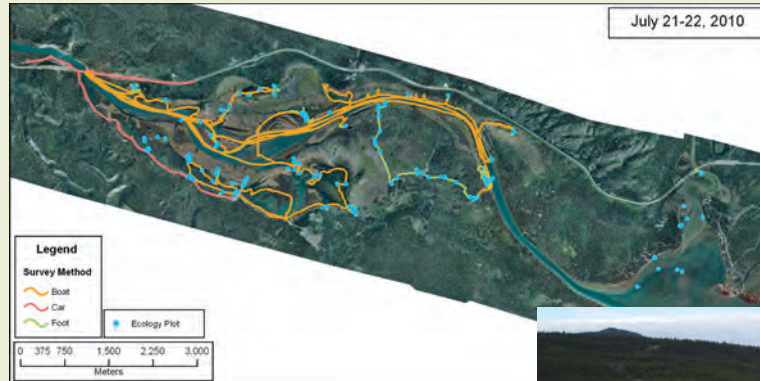 July 21-22, 2010
Legend
Survey Method
Boat
Car
Foot
Ecology Plot
0 375 750 1,500 2,250 3,000
Meters